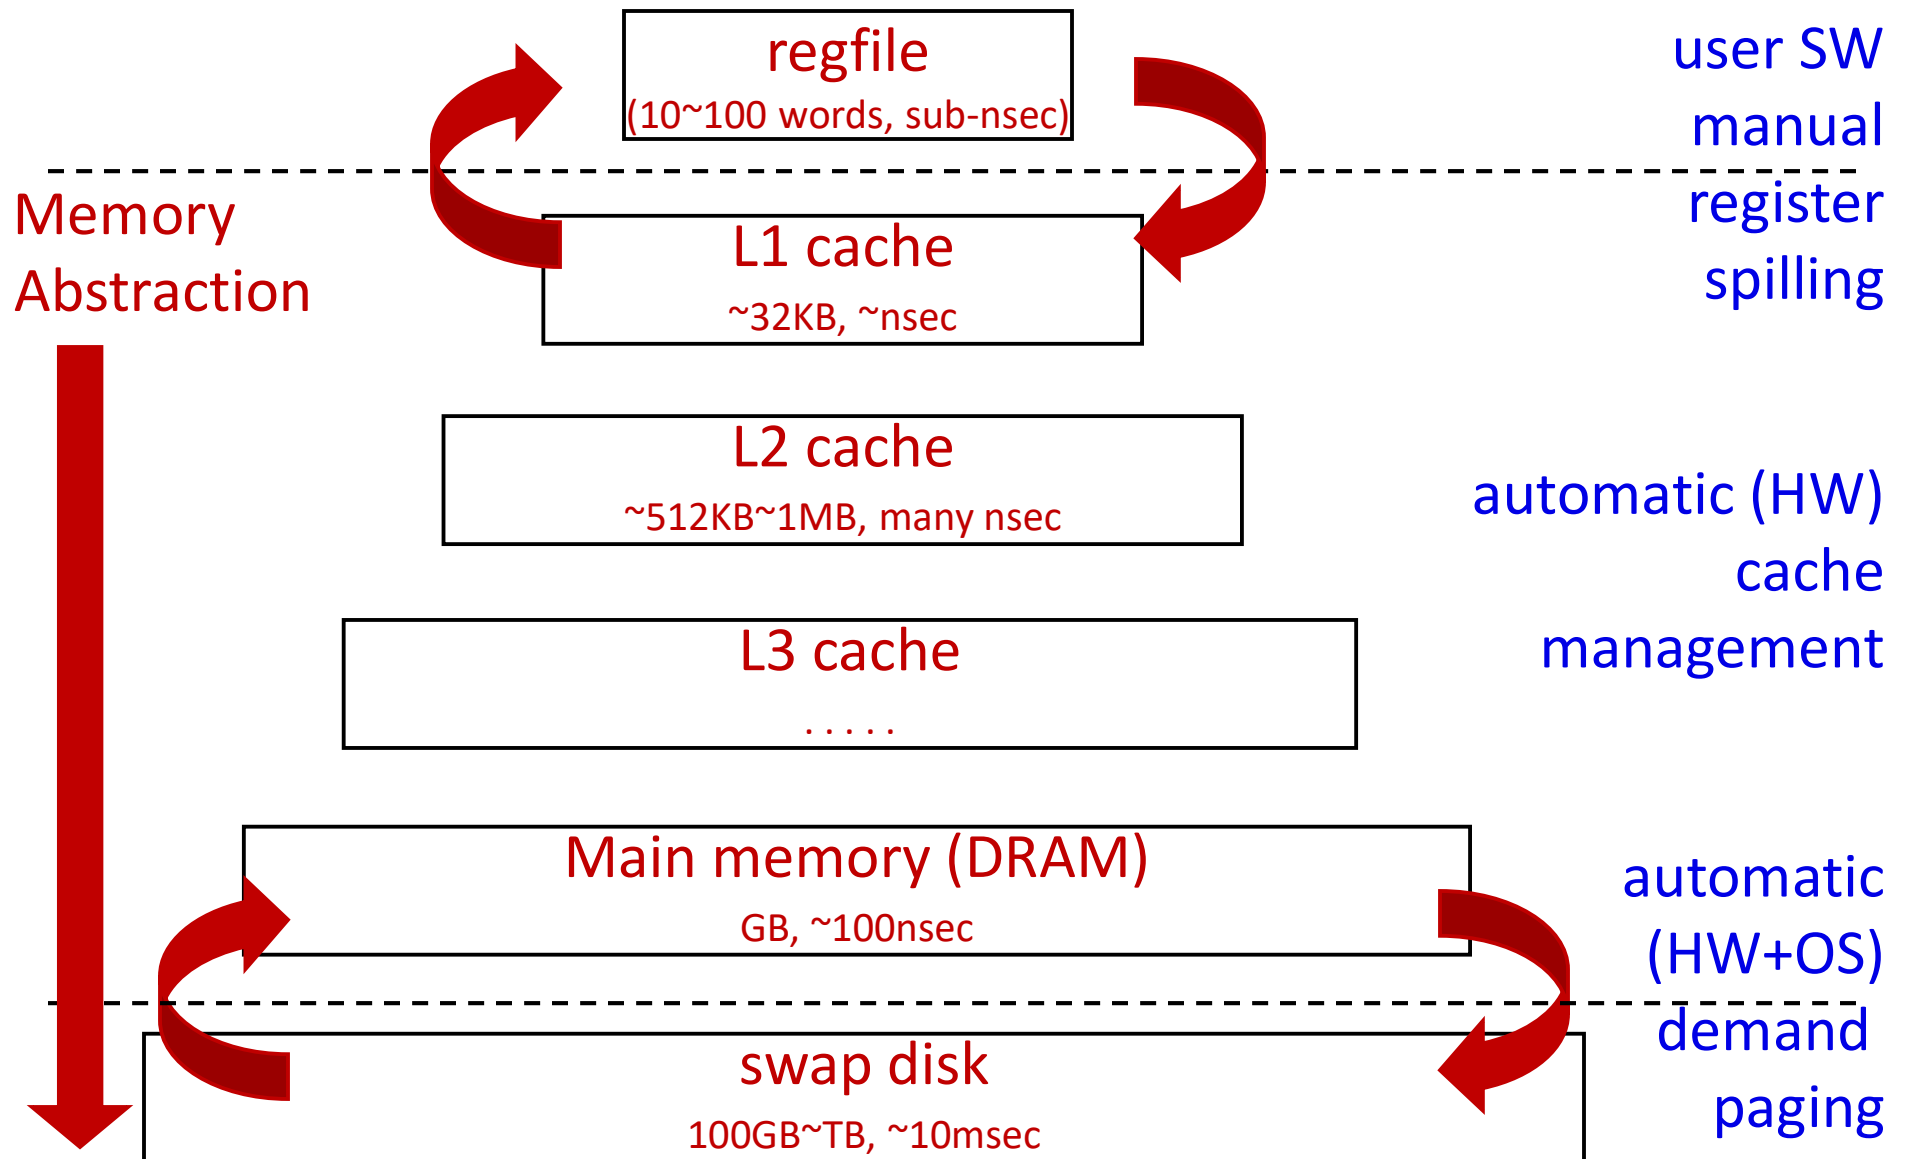 regfile
(10~100 words, sub-nsec)
user SW
manual
register
spilling
Memory
Abstraction
L1 cache
~32KB, ~nsec
L2 cache
~512KB~1MB, many nsec
automatic (HW)
cache
management
L3 cache
. . . . .
Main memory (DRAM)
GB, ~100nsec
automatic
(HW+OS)
demand
paging
swap disk
100GB~TB, ~10msec